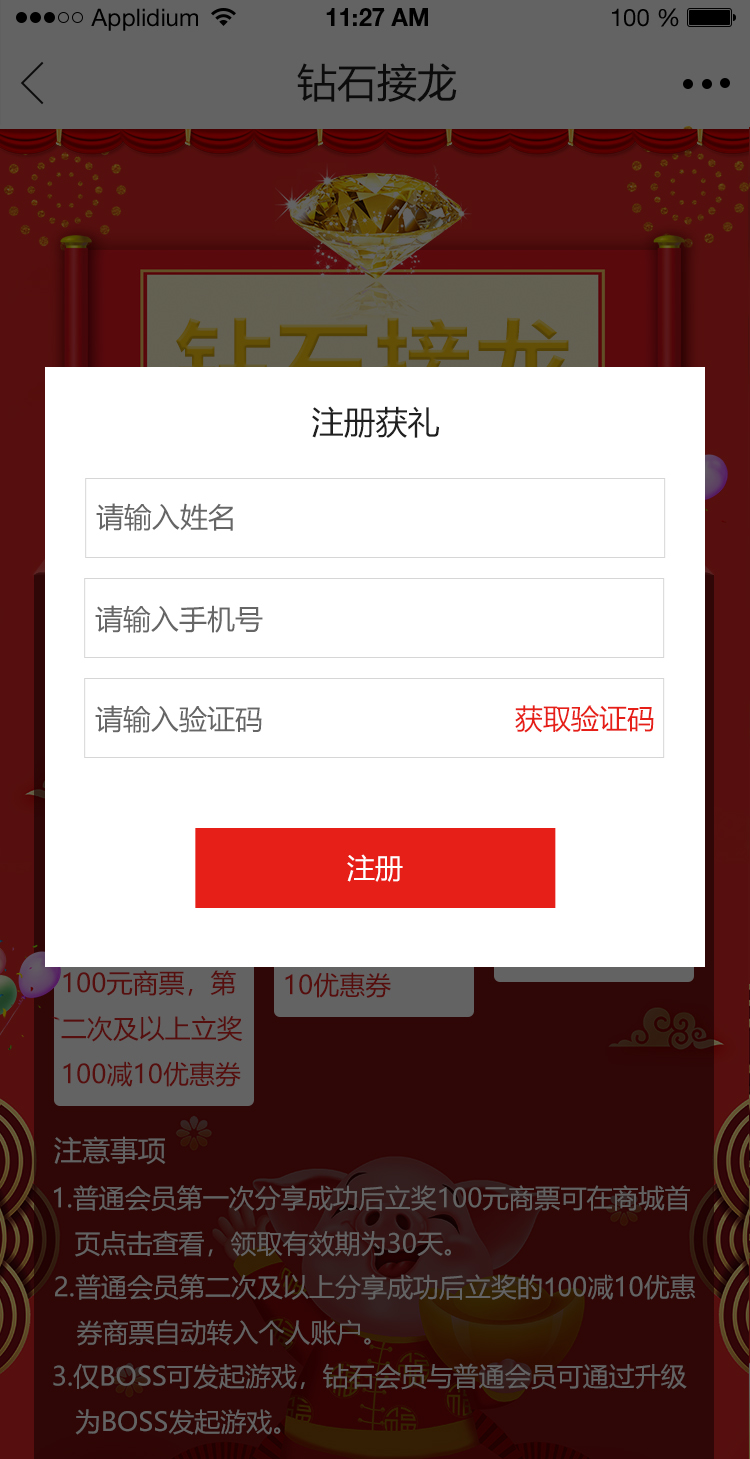 Applidium
11:27 AM
100 %
钻石接龙
钻石接龙
注册获礼
请输入姓名
请输入手机号
请输入验证码
获取验证码
注册
100元商票，第
二次及以上立奖
100减10优惠券
10优惠券
注意事项
1.普通会员第一次分享成功后立奖100元商票可在商城首
页点击查看，领取有效期为30天。
2.普通会员第二次及以上分享成功后立奖的100减10优惠
券商票自动转入个人账户。
3.仅BOSS可发起游戏，钻石会员与普通会员可通过升级
为BOSS发起游戏。